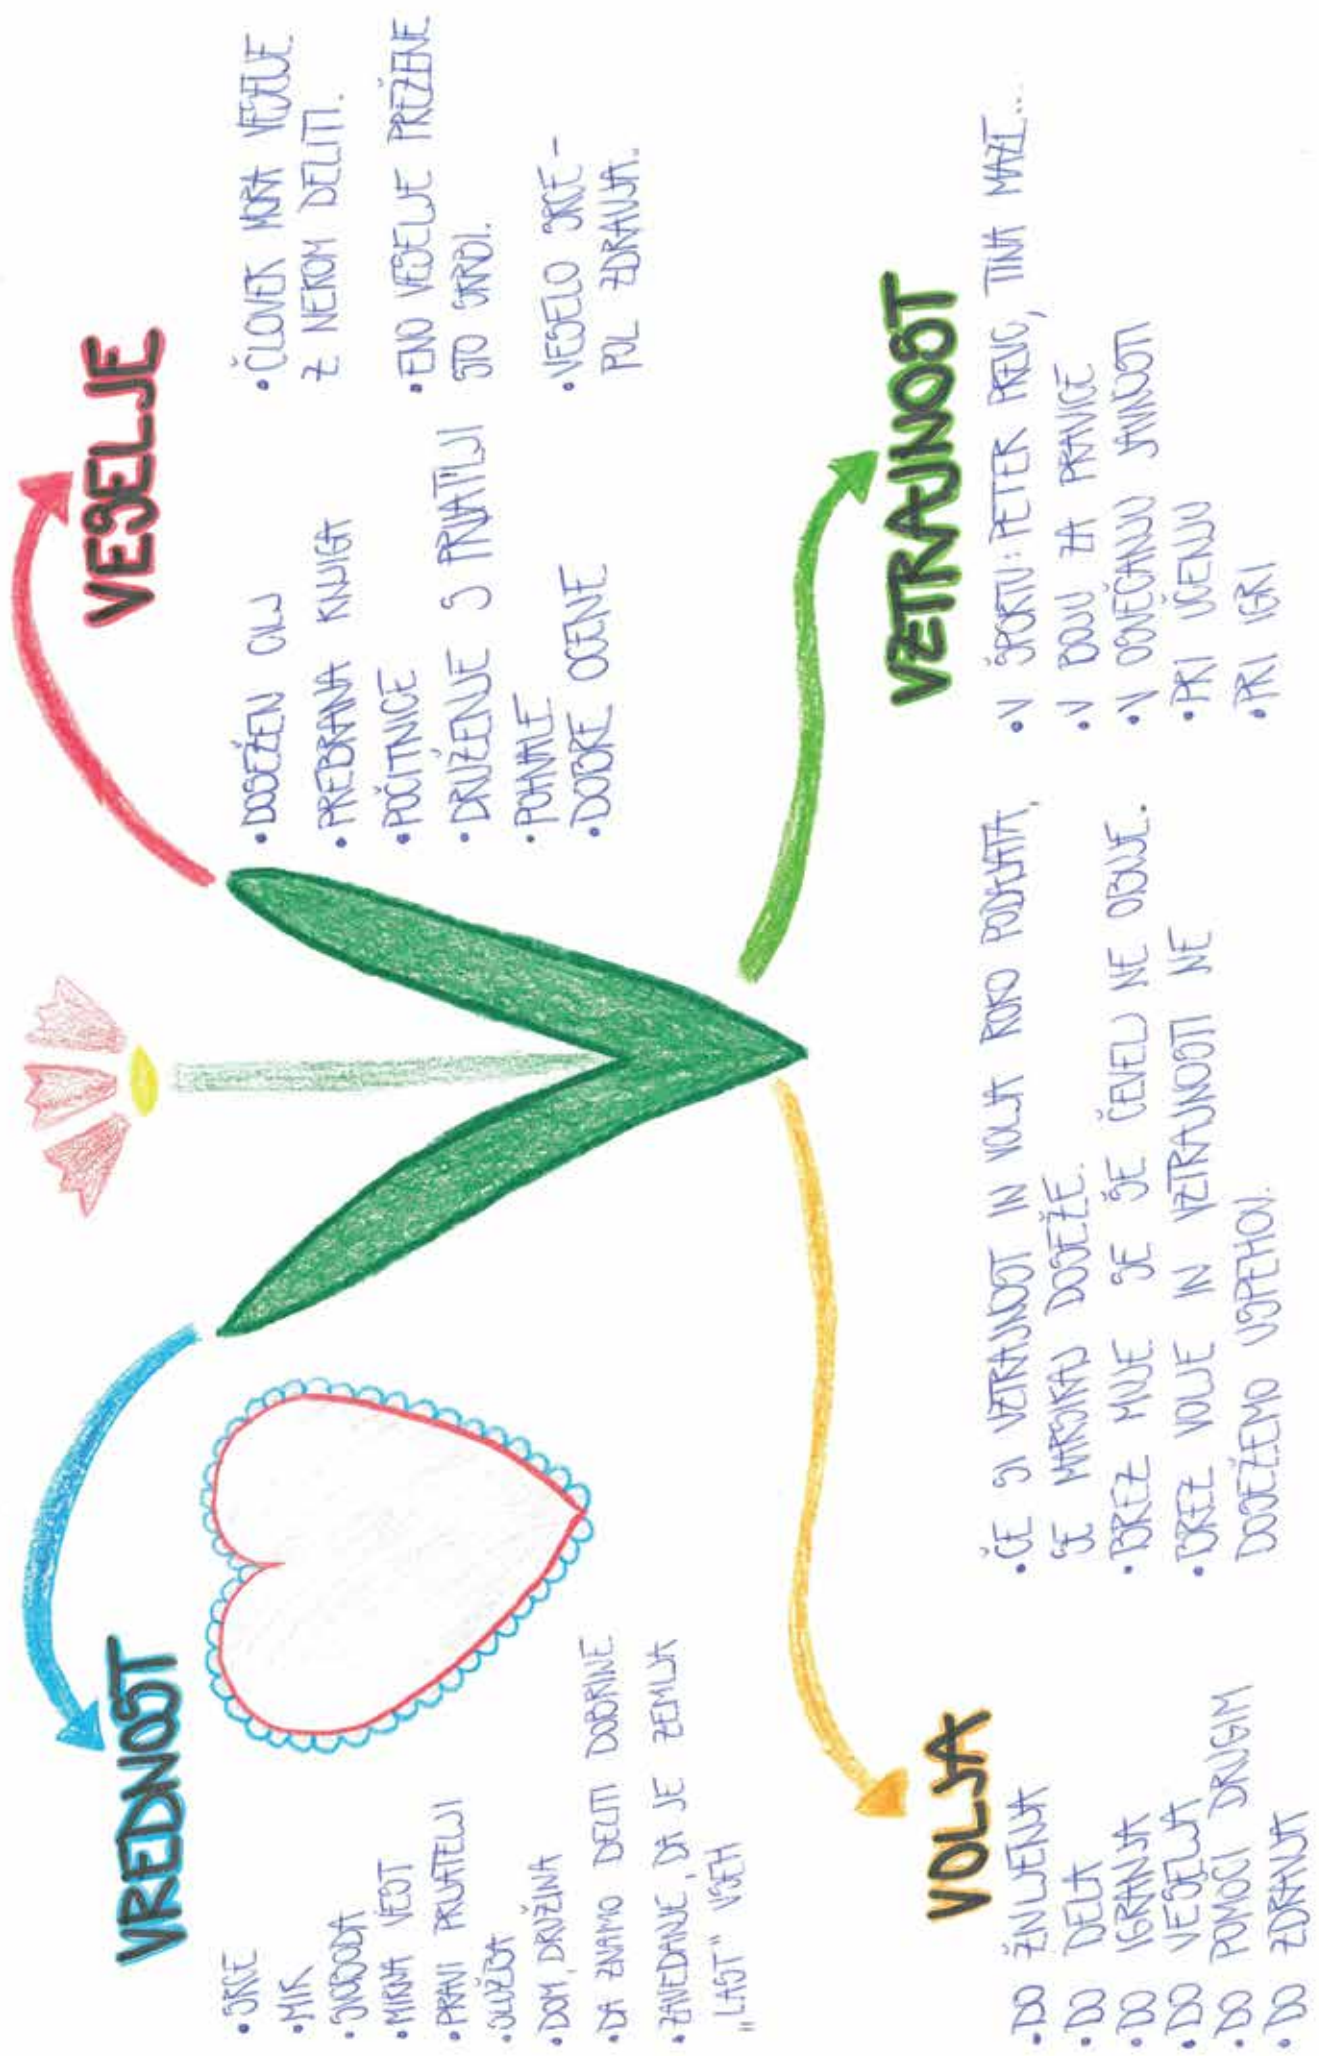 VREDNOST
• SRCE
• MIR
• SVOBODA
• MIRNA VEST
• PRAVI PRIJATELJI
• SLUŽBA
• DOM, DRUŽINA
• DA ZNAMO DELITI DOBRINE.
• ZAVEDANJE, DA JE ZEMLJA
"LAST" VSEH
VESELJE
• DOSEŽEN CILJ
• PREBRANA KNJIGA
• POČITNICE
• DRUŽENJE S PRIJATELJI
• POHVALE
• DOBRE OCENE
• ČLOVEK MORA VESELJE
Z NEKOM DELITI.
• ENO VESELJE PREŽENE
STO SKRBI.
• VESELO SRCE -
POL ZDRAVJA.
VOLJA
• DO ŽIVLJENJA
• DO DELA
• DO IGRANJA
• DO VESELJA
• DO POMOČI DRUGIM
• DO ZDRAVJA
• ČE SI VZTRAJNOST IN VOLJA ROKO PODAJATA,
SE MARSIKAJ DOSEŽE.
• BREZ MUJE SE ŠE ČEVELJ NE OBUJE.
• BREZ VOLJE IN VZTRAJNOSTI NE
DOSEŽEMO USPEHOV.
VZTRAJNOST
• V ŠPORTU: PETER PREVC, TINA MAZE...
• V BOJU ZA PRAVICE
• V OSVEČANJU JAVNOSTI
• PRI UČENJU
• PRI IGRI